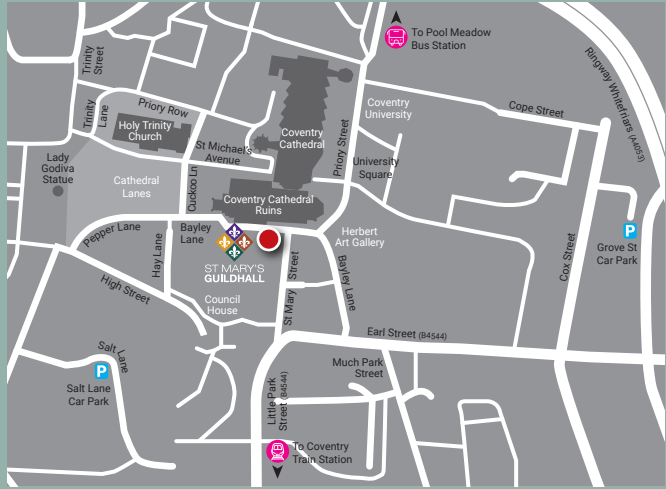 To Pool Meadow
Bus Station
Trinity
Street
Ringway Whitefriars (A4053)
Trinity
Lane
Priory Row
Coventry
University
Cope Street
Holy Trinity
Church
Coventry
Cathedral
Priory Street
St Michael's
Avenue
University
Square
Lady
Godiva
Statue
Cathedral
Lanes
Cuckoo Ln
Coventry Cathedral
Ruins
Pepper Lane
Bayley
Lane
Herbert
Art Gallery
P
Grove St
Car Park
Hay Lane
ST MARY'S
GUILDHALL
St Mary Street
Bayley Lane
Cox Street
High Street
Council
House
Earl Street (B4544)
Salt Lane
Much Park
Street
P
Salt Lane
Car Park
Little Park
Street (B4544)
To Coventry
Train Station